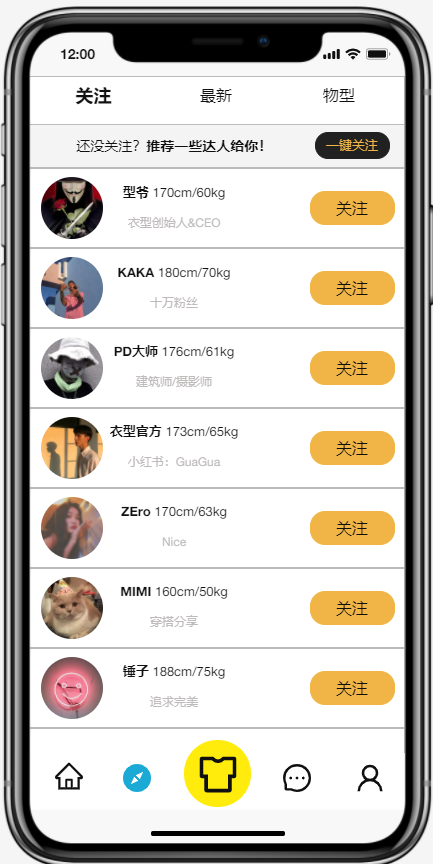 12:00
关注 最新 物型
还没关注？推荐一些达人给你！ 一键关注
型爷 170cm/60kg
衣型创始人&CEO
关注
KAKA 180cm/70kg
十万粉丝
关注
PD大师 176cm/61kg
建筑师/摄影师
关注
衣型官方 173cm/65kg
小红书：GuaGua
关注
ZEro 170cm/63kg
Nice
关注
MIMI 160cm/50kg
穿搭分享
关注
锤子 188cm/75kg
追求完美
关注